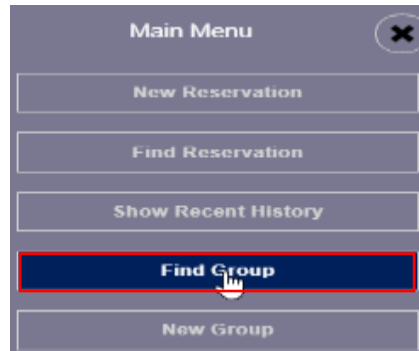 Main Menu
New Reservation
Find Reservation
Show Recent History
Find Group
New Group